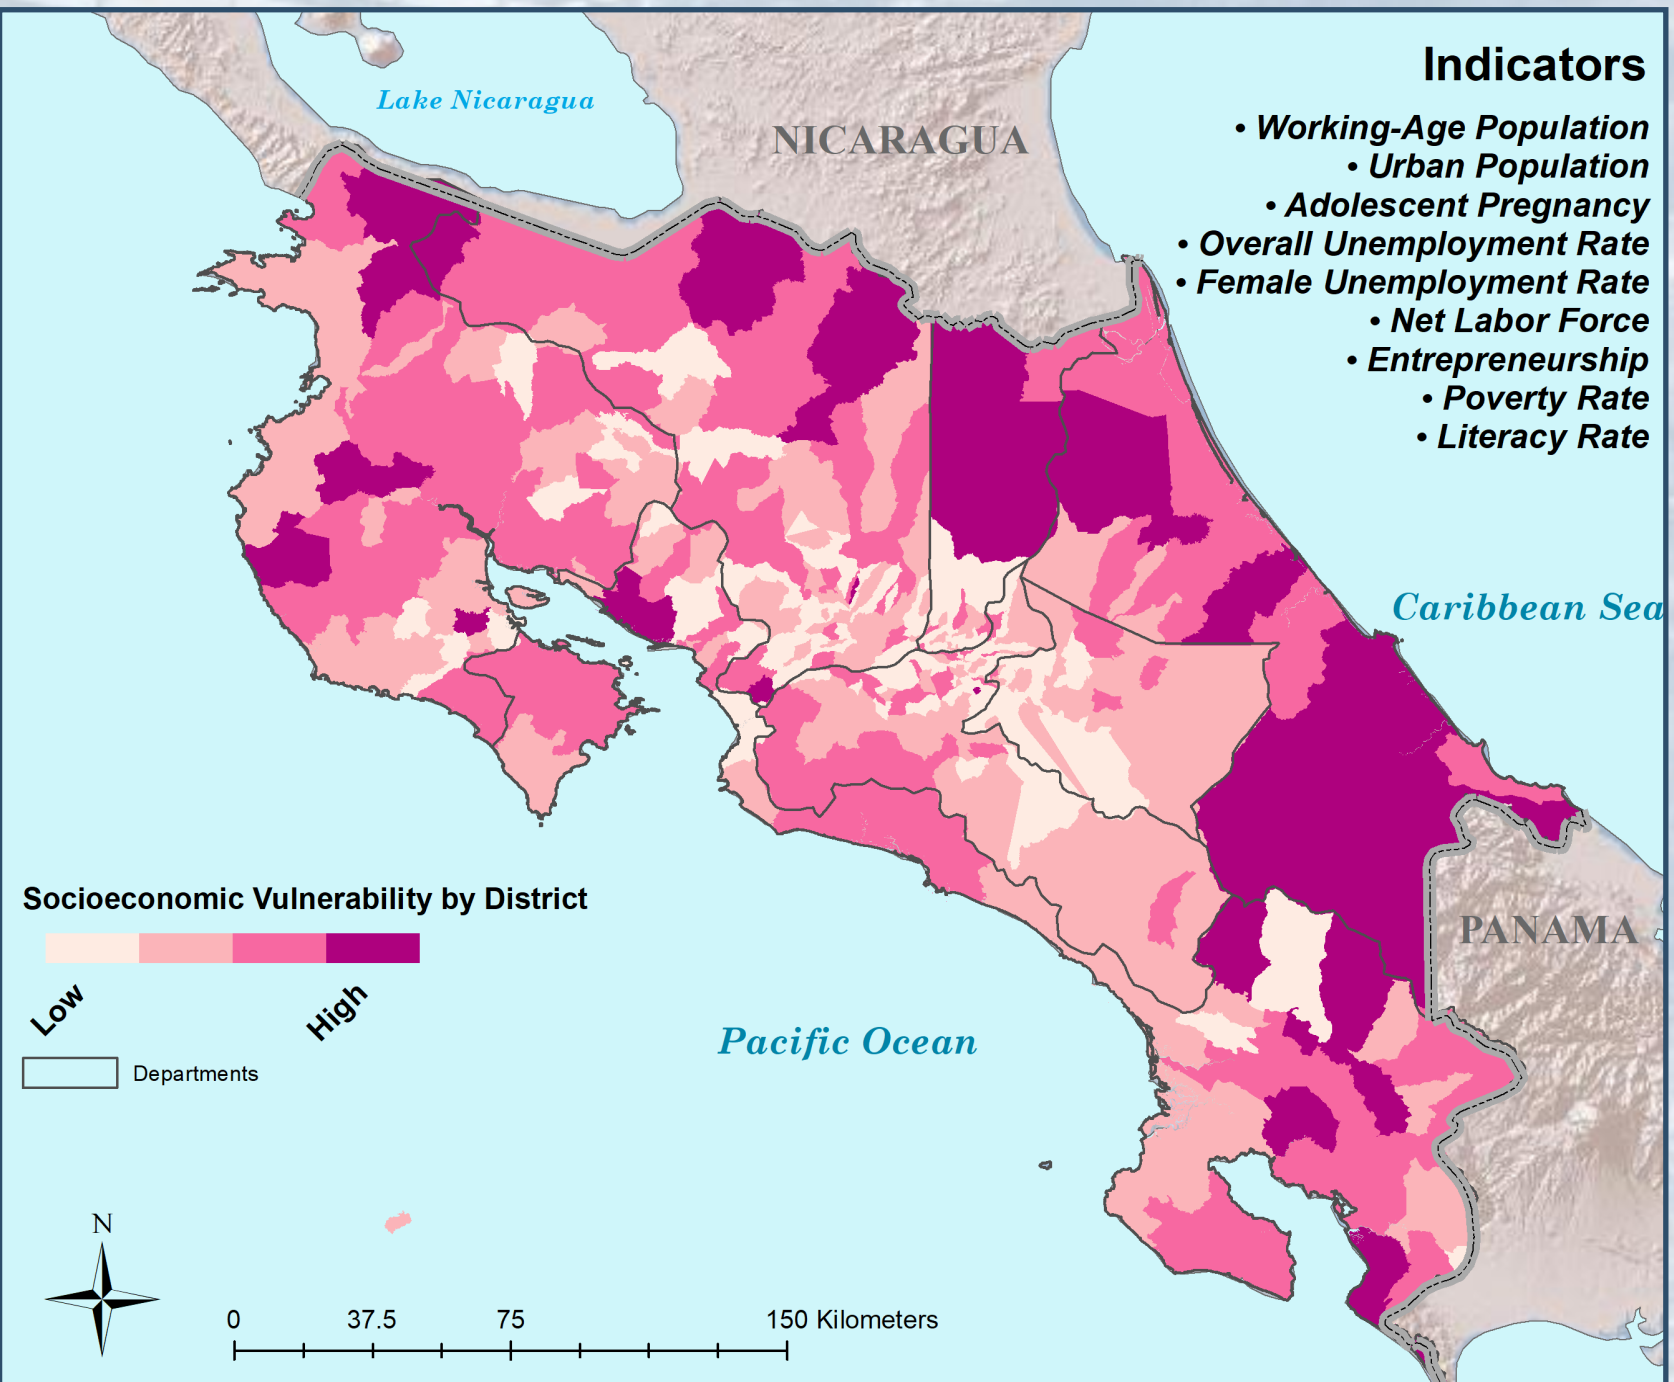 Indicators
• Working-Age Population
• Urban Population
• Adolescent Pregnancy
• Overall Unemployment Rate
• Female Unemployment Rate
• Net Labor Force
• Entrepreneurship
• Poverty Rate
• Literacy Rate
Lake Nicaragua
NICARAGUA
Caribbean Sea
PANAMA
Pacific Ocean
Socioeconomic Vulnerability by District
Low
High
Departments
N
0 37.5 75 150 Kilometers